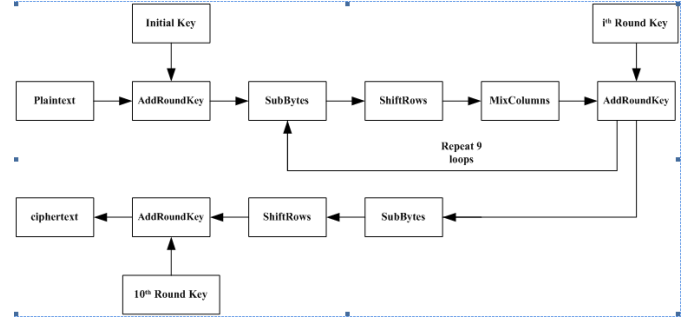 Initial Key
ith Round Key
Plaintext
AddRoundKey
SubBytes
ShiftRows
MixColumns
AddRoundKey
Repeat 9
loops
ciphertext
AddRoundKey
ShiftRows
SubBytes
10th Round Key